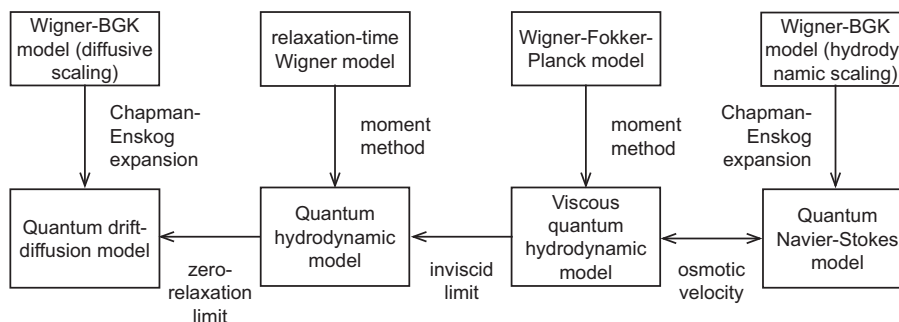 Wigner-BGK
model (diffusive
scaling)
relaxation-time
Wigner model
Wigner-Fokker-
Planck model
Wigner-BGK
model (hydrody
namic scaling)
Chapman-
Enskog
expansion
moment
method
moment
method
Chapman-
Enskog
expansion
Quantum drift-
diffusion model
Quantum
hydrodynamic
model
Viscous
quantum
hydrodynamic
model
Quantum
Navier-Stokes
model
zero-
relaxation
limit
inviscid
limit
osmotic
velocity